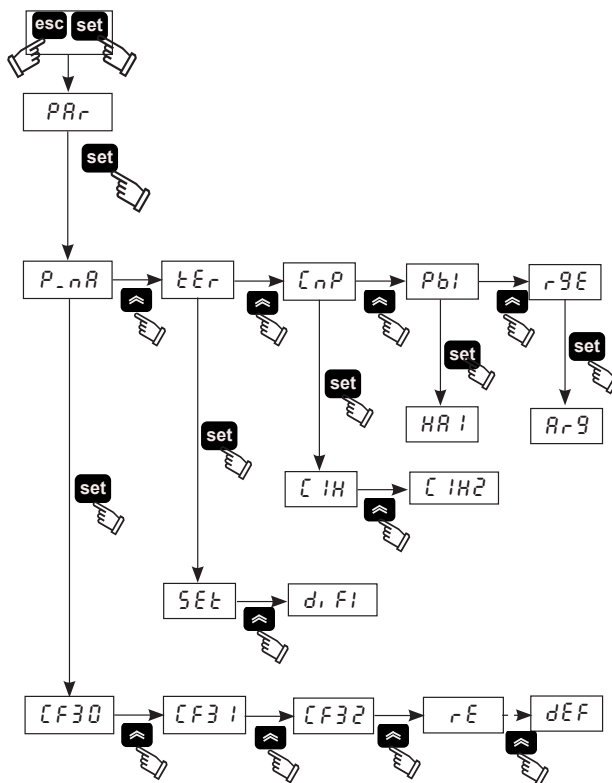 esc set
PAr
set
P_nA tEr CnP Pb1 rgE
set set
set
HA1 Arg
set
C1H C1H2
set
SEt di F1
CF30 CF31 CF32 rE dEF